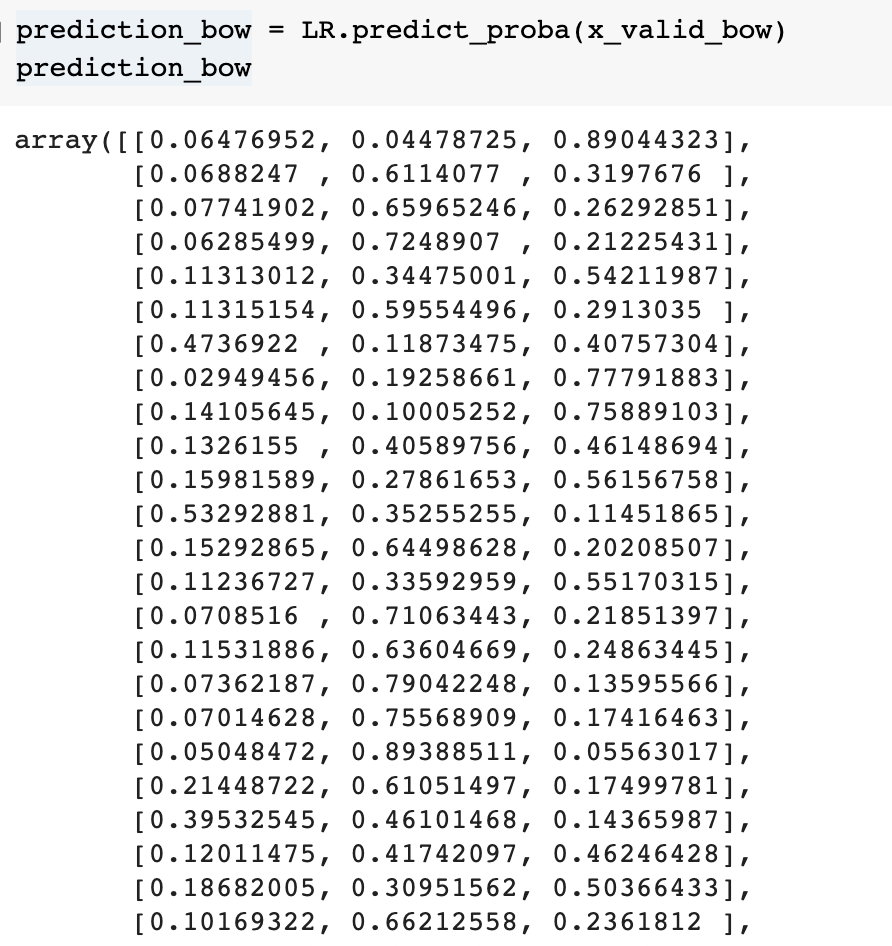 prediction_bow = LR.predict_proba(x_valid_bow)
prediction_bow
array([[0.06476952, 0.04478725, 0.89044323],
[0.0688247 , 0.6114077 , 0.3197676 ],
[0.07741902, 0.65965246, 0.26292851],
[0.06285499, 0.7248907 , 0.21225431],
[0.11313012, 0.34475001, 0.54211987],
[0.11315154, 0.59554496, 0.2913035 ],
[0.4736922 , 0.11873475, 0.40757304],
[0.02949456, 0.19258661, 0.77791883],
[0.14105645, 0.10005252, 0.75889103],
[0.1326155 , 0.40589756, 0.46148694],
[0.15981589, 0.27861653, 0.56156758],
[0.53292881, 0.35255255, 0.11451865],
[0.15292865, 0.64498628, 0.20208507],
[0.11236727, 0.33592959, 0.55170315],
[0.0708516 , 0.71063443, 0.21851397],
[0.11531886, 0.63604669, 0.24863445],
[0.07362187, 0.79042248, 0.13595566],
[0.07014628, 0.75568909, 0.17416463],
[0.05048472, 0.89388511, 0.05563017],
[0.21448722, 0.61051497, 0.17499781],
[0.39532545, 0.46101468, 0.14365987],
[0.12011475, 0.41742097, 0.46246428],
[0.18682005, 0.30951562, 0.50366433],
[0.10169322, 0.66212558, 0.2361812 ],